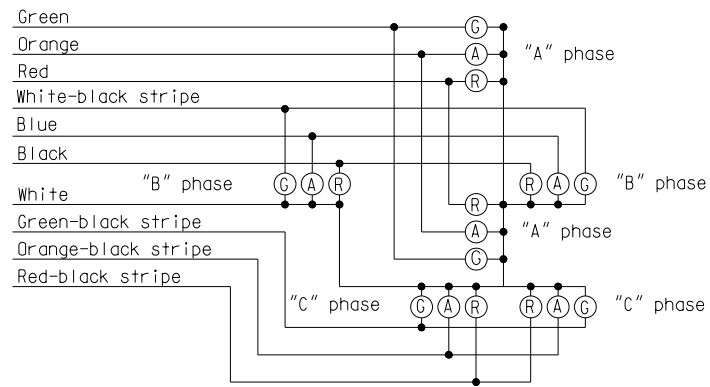 Green
G
Orange
A
"A" phase
Red
R
White-black stripe
Blue
Black
"B" phase
G A R
R A G
"B" phase
White
R
Green-black stripe
A
"A" phase
Orange-black stripe
G
Red-black stripe
"C" phase
G A R
R A G
"C" phase